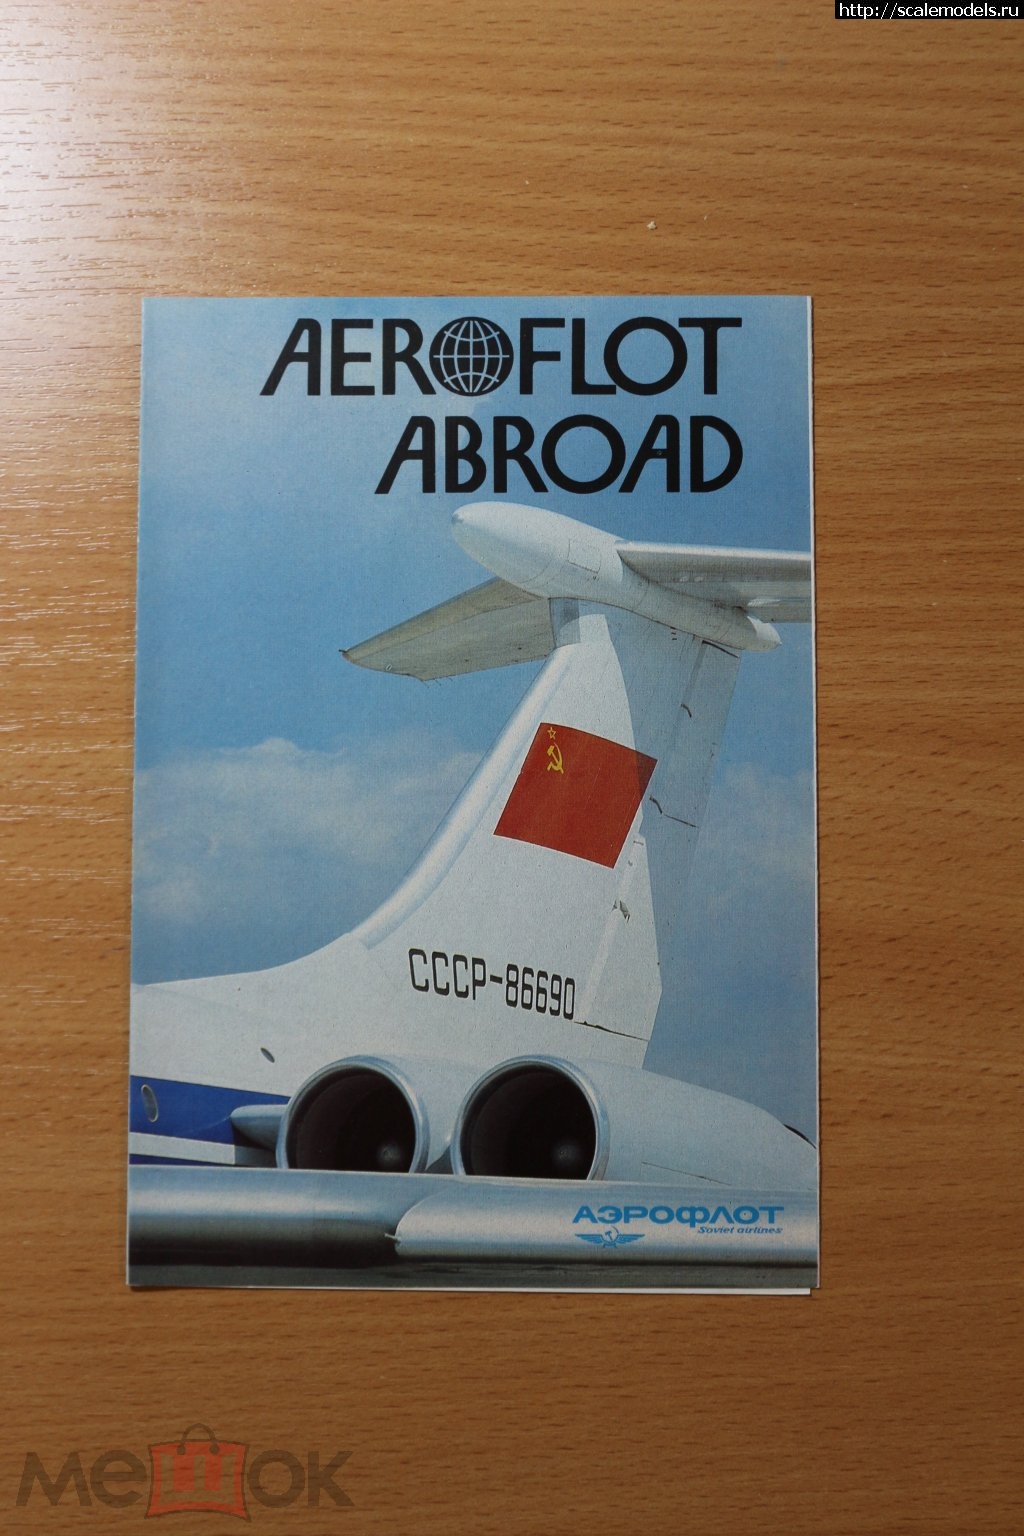 http://scalemodels.ru
AEROFLOT
ABROAD
СССР-86690
АЭРОФЛОТ
Soviet airlines
мешок